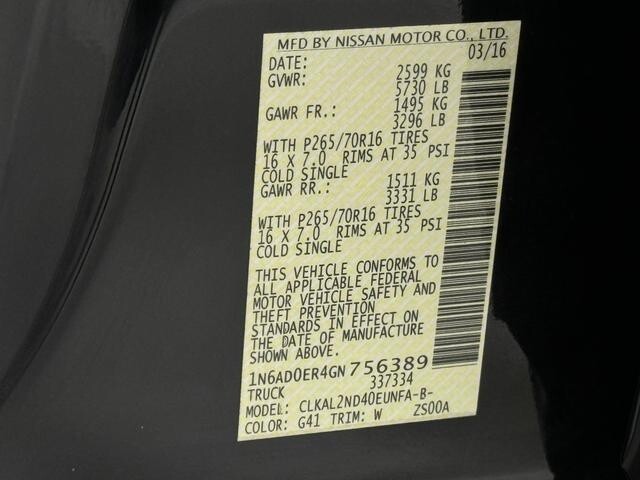 MFD BY NISSAN MOTOR CO., LTD.
DATE: 03/16
GVWR: 2599 KG
5730 LB
GAWR FR.: 1495 KG
3296 LB
WITH P265/70R16 TIRES
16 X 7.0 RIMS AT 35 PSI
COLD SINGLE
GAWR RR.: 1511 KG
3331 LB
WITH P265/70R16 TIRES
16 X 7.0 RIMS AT 35 PSI
COLD SINGLE
THIS VEHICLE CONFORMS TO
ALL APPLICABLE FEDERAL
MOTOR VEHICLE SAFETY AND
THEFT PREVENTION
STANDARDS IN EFFECT ON
THE DATE OF MANUFACTURE
SHOWN ABOVE.
1N6AD0ER4GN756389
TRUCK 337334
MODEL: CLKAL2ND40EUNFA-B-
COLOR: G41 TRIM: W ZS00A